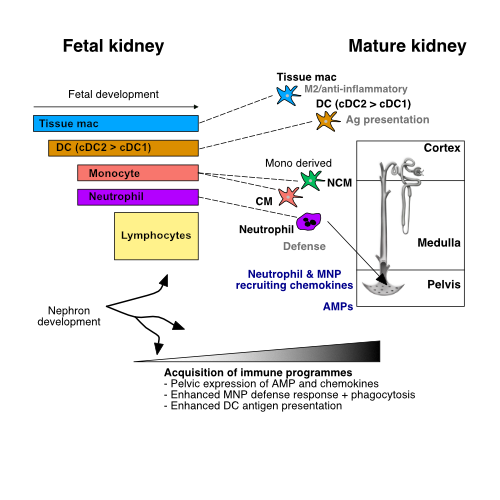 Fetal kidney
Mature kidney
Fetal development
Tissue mac
DC (cDC2 > cDC1)
Monocyte
Neutrophil
Lymphocytes
Tissue mac
M2/anti-inflammatory
DC (cDC2 > cDC1)
Ag presentation
Mono derived
NCM
CM
Neutrophil
Defense
Cortex
Medulla
Pelvis
Neutrophil & MNP
recruiting chemokines
AMPs
Nephron
development
Acquisition of immune programmes
- Pelvic expression of AMP and chemokines
- Enhanced MNP defense response + phagocytosis
- Enhanced DC antigen presentation